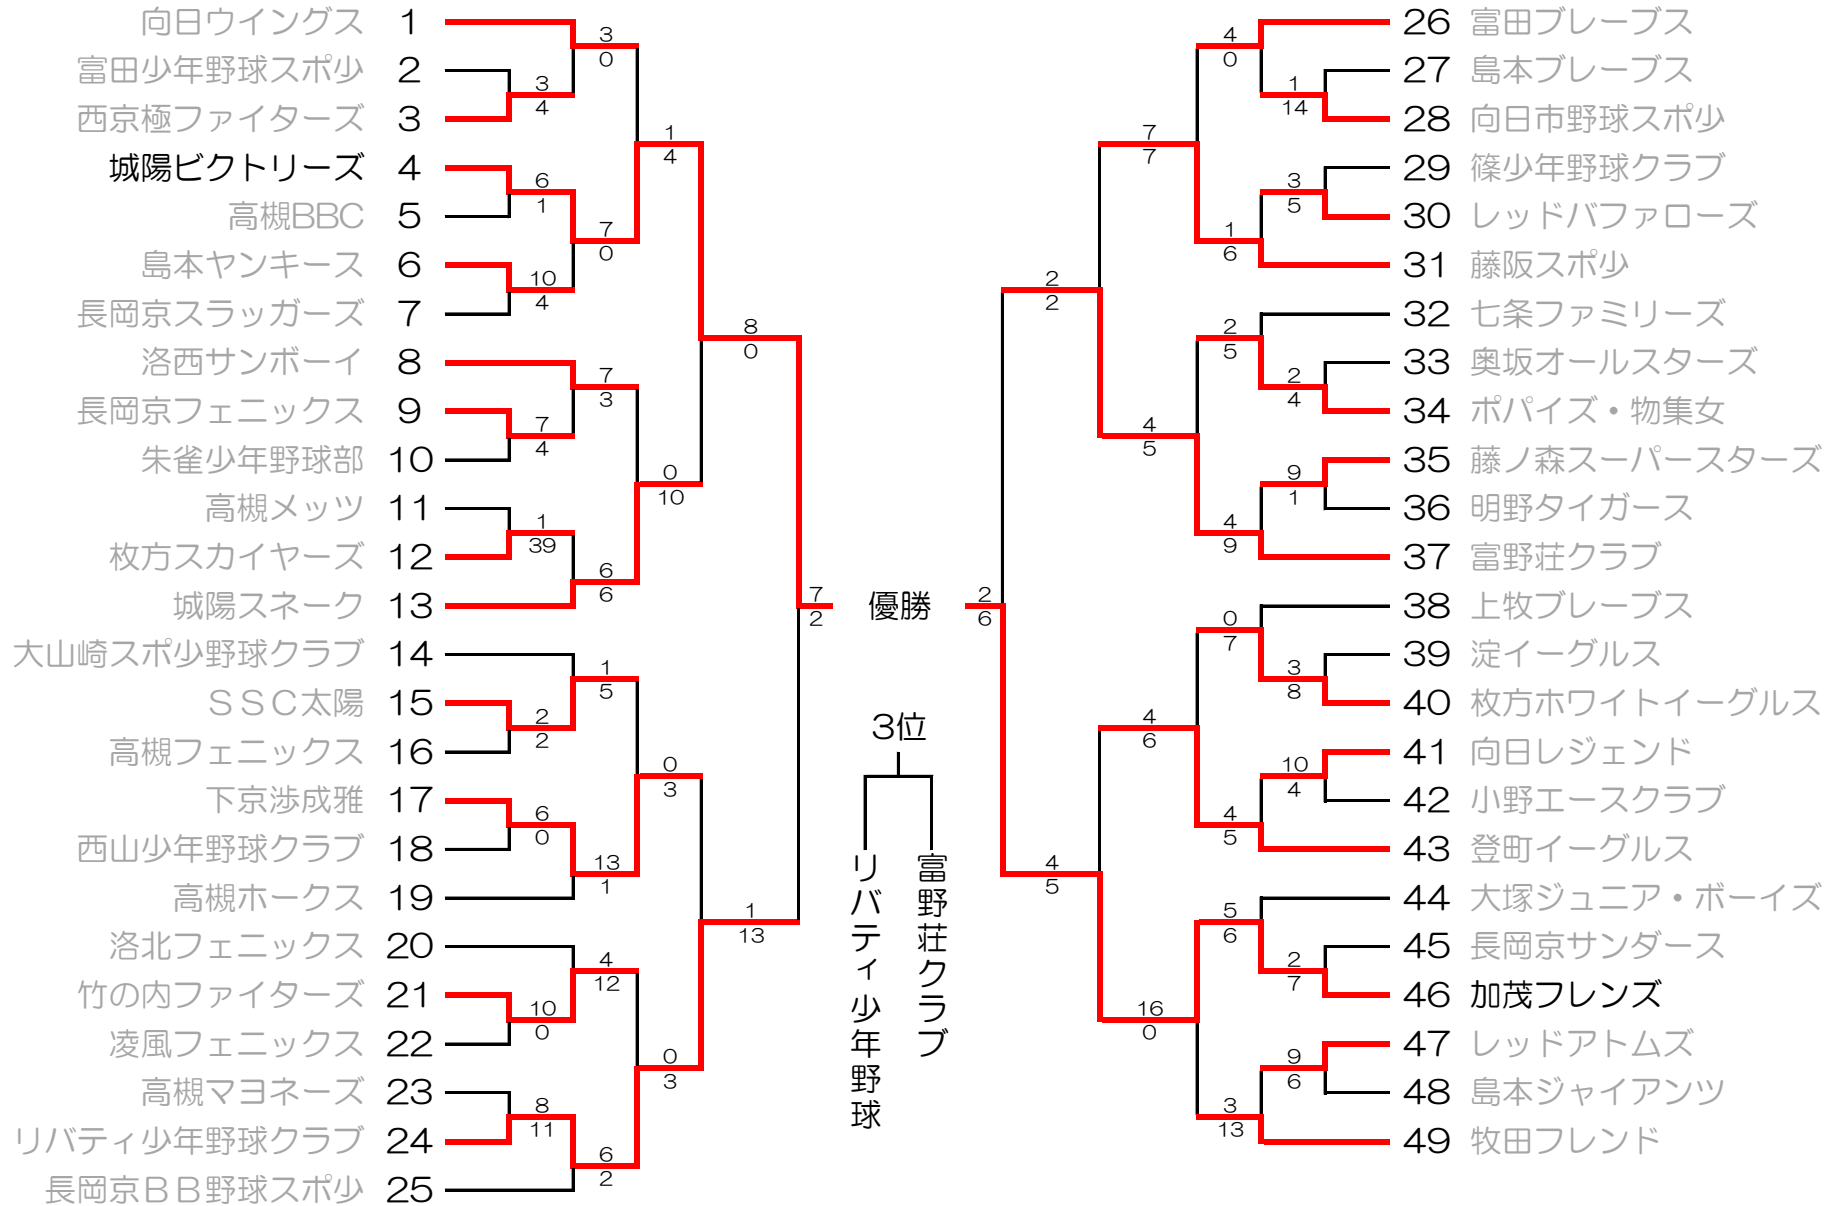 向日ウイングス 1
富田少年野球スポ少 2
西京極ファイターズ 3
城陽ビクトリーズ 4
高槻BBC 5
島本ヤンキース 6
長岡京スラッガーズ 7
洛西サンボーイ 8
長岡京フェニックス 9
朱雀少年野球部 10
高槻メッツ 11
枚方スカイヤーズ 12
城陽スネーク 13
大山崎スポ少野球クラブ 14
ＳＳＣ太陽 15
高槻フェニックス 16
下京渉成雅 17
西山少年野球クラブ 18
高槻ホークス 19
洛北フェニックス 20
竹の内ファイターズ 21
凌風フェニックス 22
高槻マヨネーズ 23
リバティ少年野球クラブ 24
長岡京ＢＢ野球スポ少 25
3
4
6
1
10
4
7
4
1
39
2
2
6
0
10
0
8
11
3
0
7
0
7
3
6
6
1
5
13
1
4
12
6
2
1
4
0
10
0
3
0
3
8
0
1
13
7
2
優勝
3位
リバティ少年野球
富野荘クラブ
2
6
2
2
4
5
7
7
4
5
4
6
16
0
4
0
1
6
2
5
4
9
0
7
4
5
5
6
3
13
1
14
3
5
2
4
9
1
3
8
10
4
2
7
9
6
26 富田ブレーブス
27 島本ブレーブス
28 向日市野球スポ少
29 篠少年野球クラブ
30 レッドバファローズ
31 藤阪スポ少
32 七条ファミリーズ
33 奥坂オールスターズ
34 ポパイズ・物集女
35 藤ノ森スーパースターズ
36 明野タイガース
37 富野荘クラブ
38 上牧ブレーブス
39 淀イーグルス
40 枚方ホワイトイーグルス
41 向日レジェンド
42 小野エースクラブ
43 登町イーグルス
44 大塚ジュニア・ボーイズ
45 長岡京サンダース
46 加茂フレンズ
47 レッドアトムズ
48 島本ジャイアンツ
49 牧田フレンド